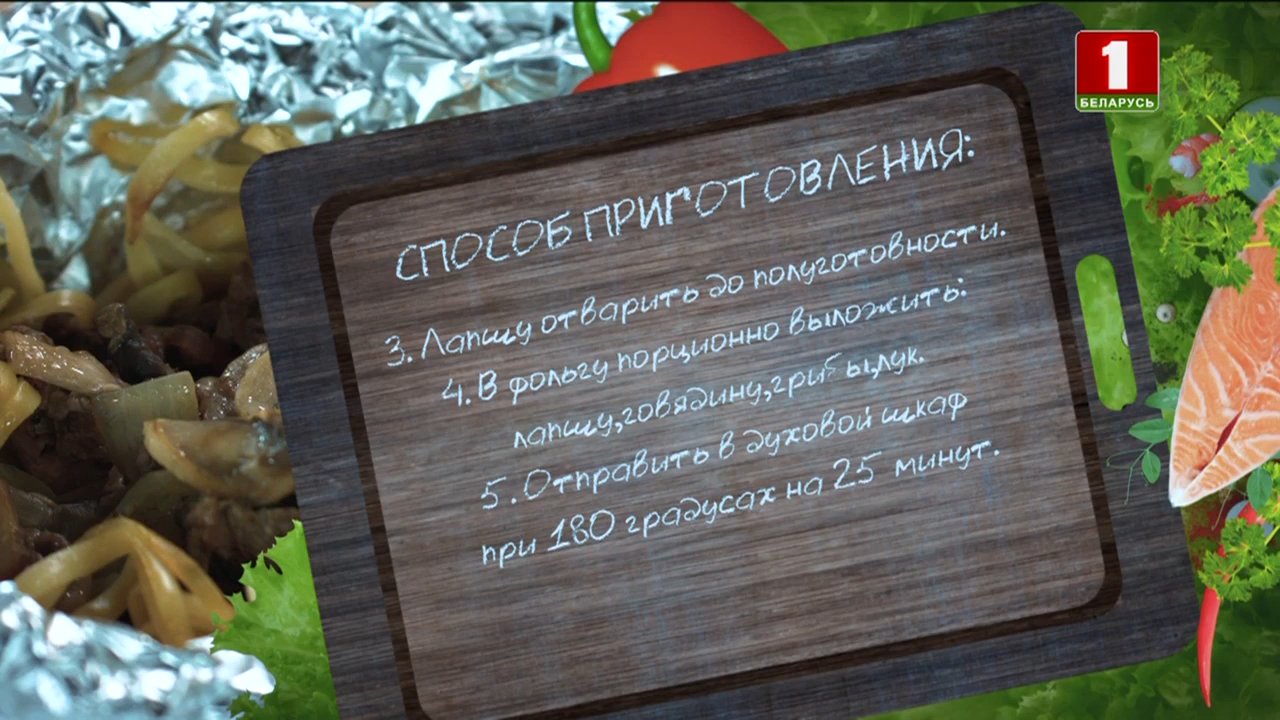 1
БЕЛАРУСЬ
СПОСОБ ПРИГОТОВЛЕНИЯ:
3. Лапшу отварить до полуготовности.
4. В фольгу порционно выложить:
лапшу,говядину,грибы,лук.
5. Отправить в духовой шкаф
при 180 градусах на 25 минут.